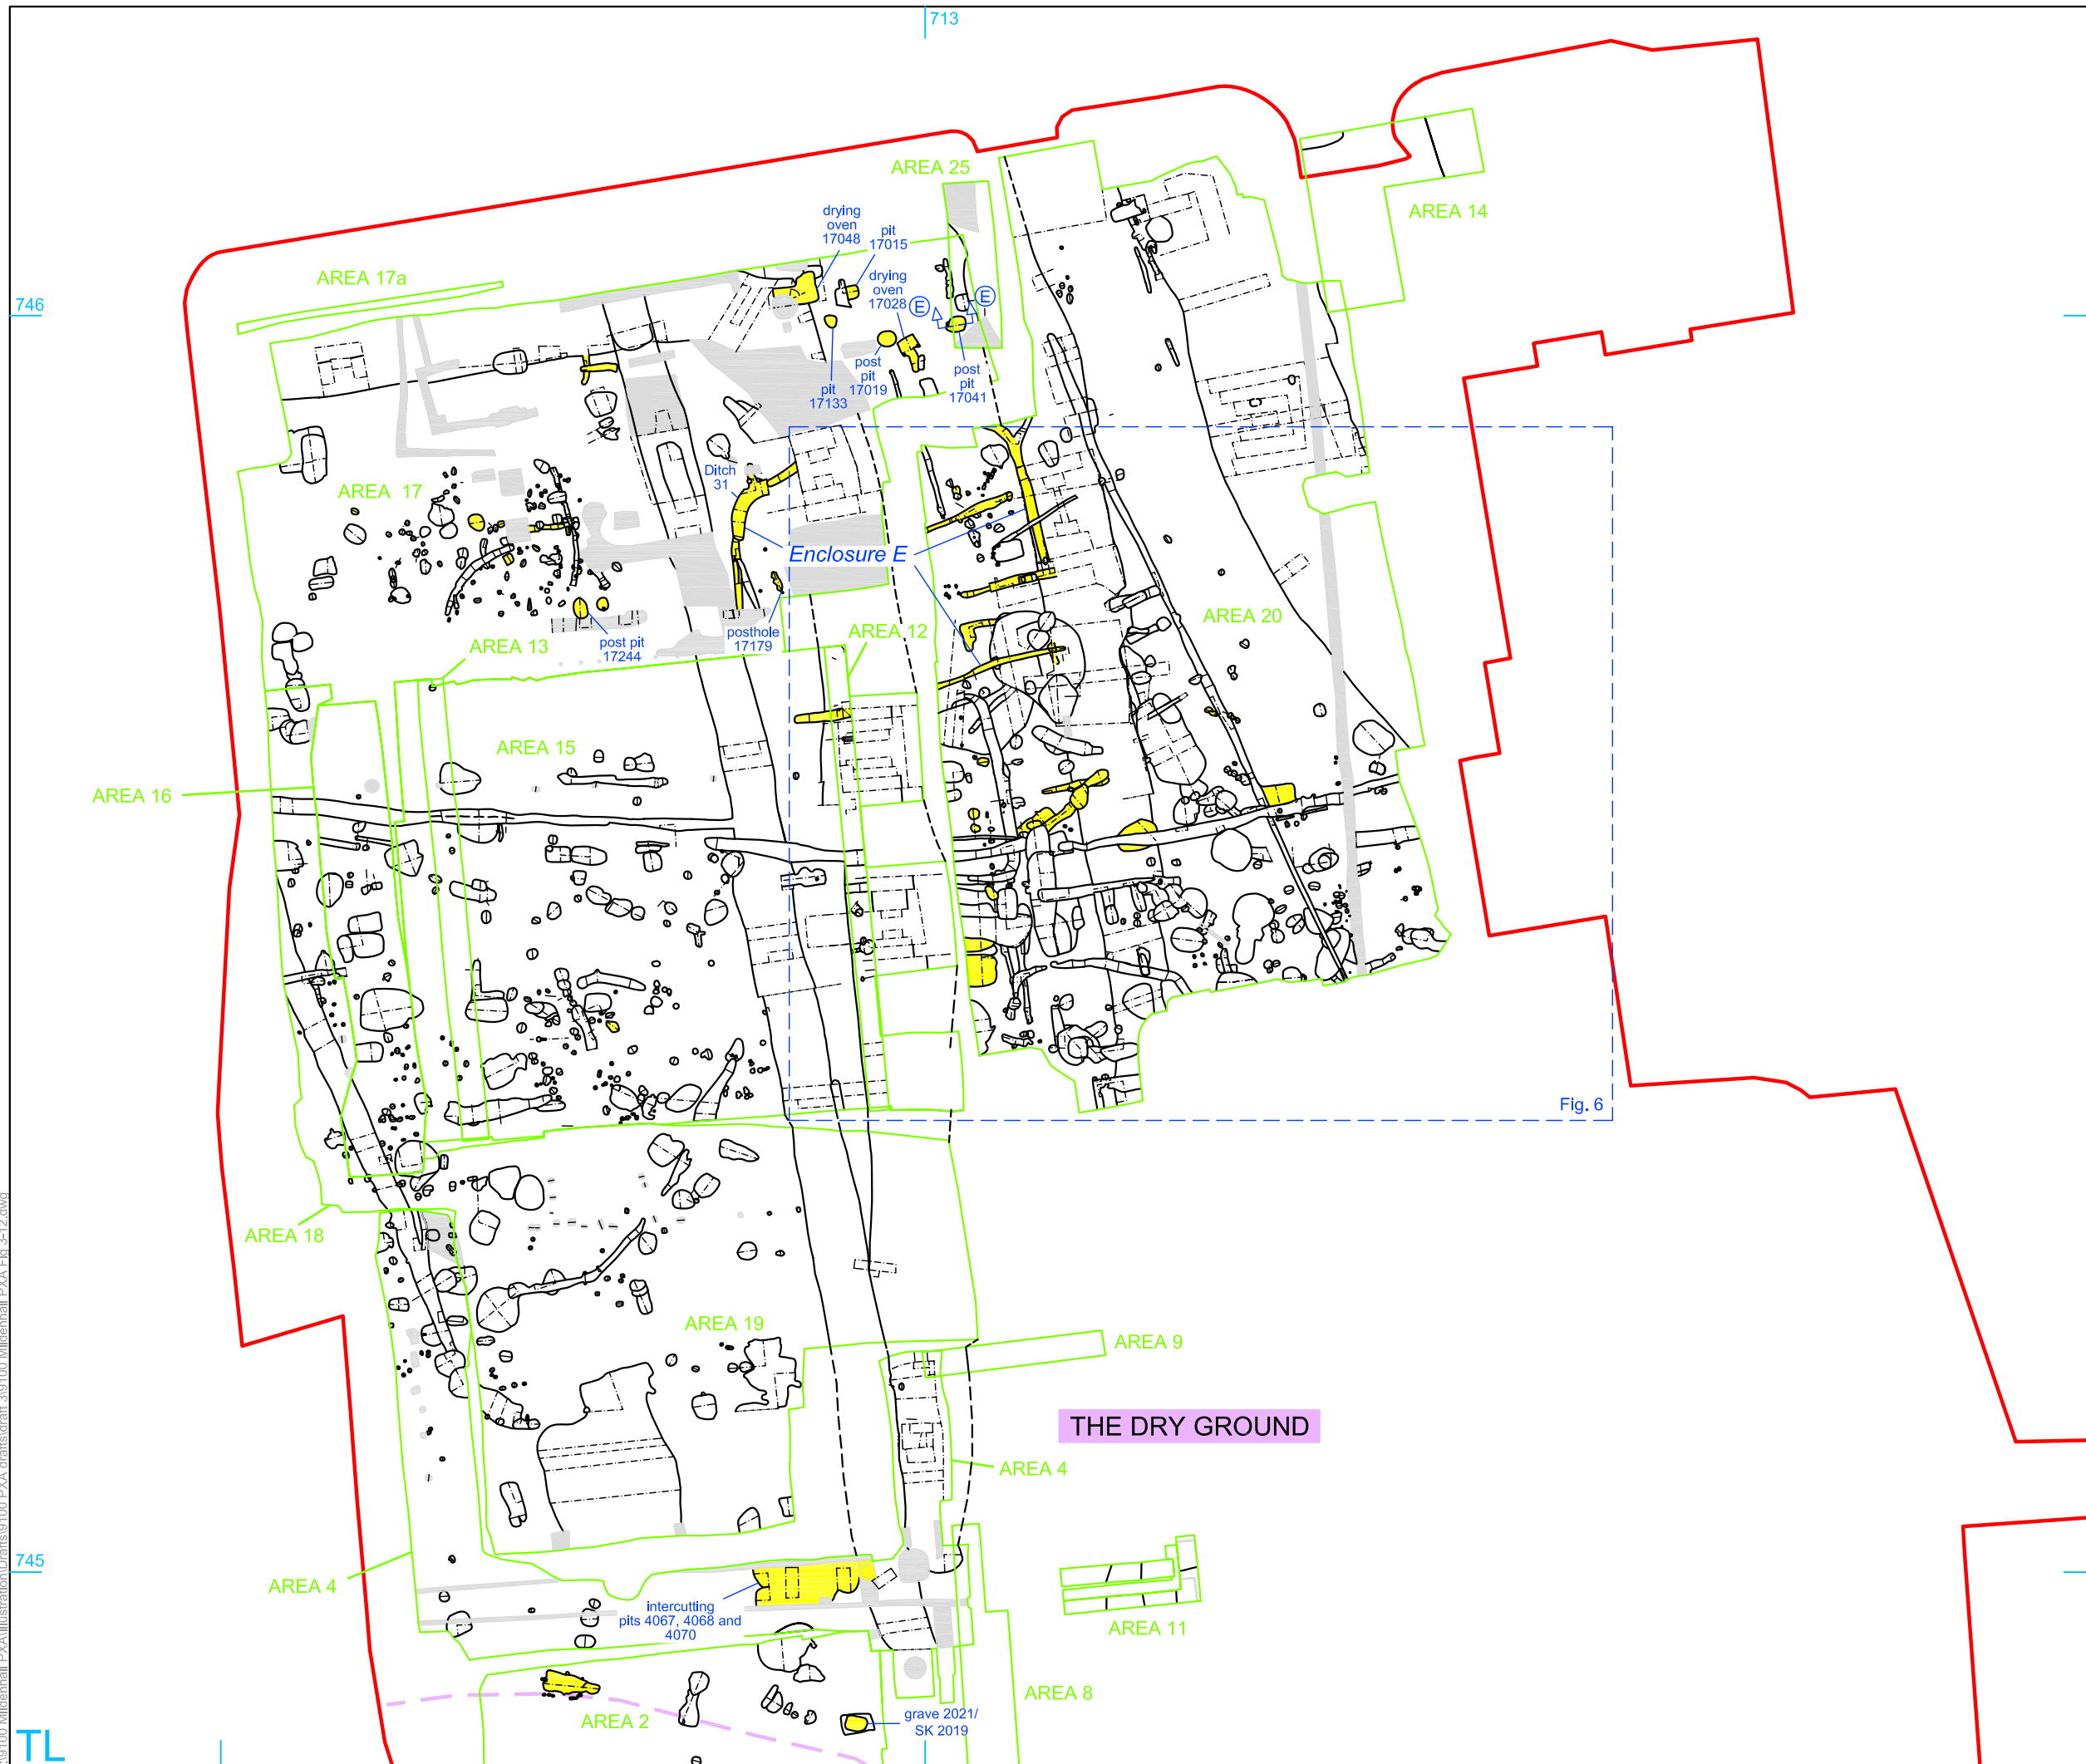 713
AREA 25
AREA 14
drying
oven
17048
pit
17015
AREA 17a
drying
oven
17028
E
E
746
post
pit
17019
pit
17133
post
pit
17041
Ditch
31
AREA 17
Enclosure E
AREA 20
AREA 12
posthole
17179
post pit
17244
AREA 13
AREA 15
AREA 16
Fig. 6
AREA 18
AREA 19
AREA 9
THE DRY GROUND
AREA 4
745
AREA 4
intercutting
pits 4067, 4068 and
4070
AREA 11
AREA 8
AREA 2
grave 2021/
SK 2019
TL